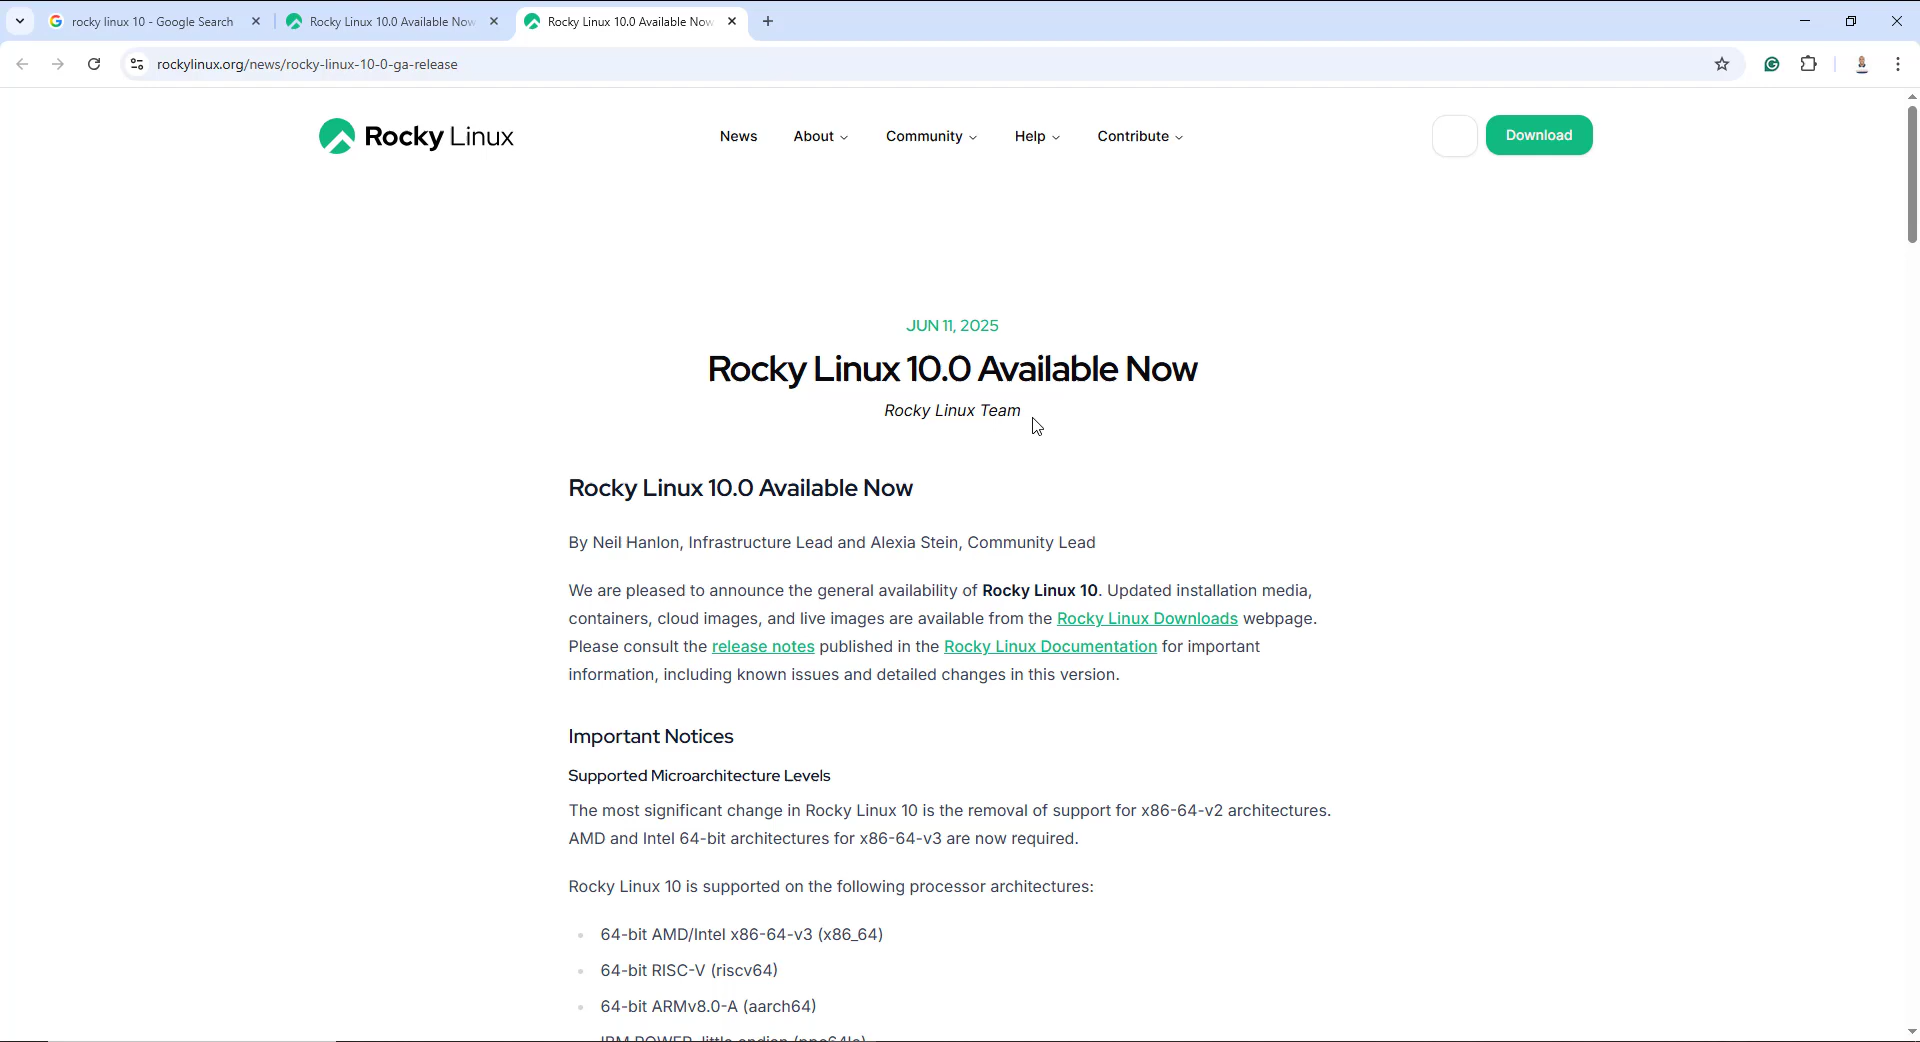 rocky linux 10 - Google Search
Rocky Linux 10.0 Available Now
Rocky Linux 10.0 Available Now
rockylinux.org/news/rocky-linux-10-0-ga-release
Rocky Linux
News
About
Community
Help
Contribute
Download
JUN 11, 2025
Rocky Linux 10.0 Available Now
Rocky Linux Team
Rocky Linux 10.0 Available Now
By Neil Hanlon, Infrastructure Lead and Alexia Stein, Community Lead
We are pleased to announce the general availability of Rocky Linux 10. Updated installation media,
containers, cloud images, and live images are available from the Rocky Linux Downloads webpage.
Please consult the release notes published in the Rocky Linux Documentation for important
information, including known issues and detailed changes in this version.
Important Notices
Supported Microarchitecture Levels
The most significant change in Rocky Linux 10 is the removal of support for x86-64-v2 architectures.
AMD and Intel 64-bit architectures for x86-64-v3 are now required.
Rocky Linux 10 is supported on the following processor architectures:
64-bit AMD/Intel x86-64-v3 (x86_64)
64-bit RISC-V (riscv64)
64-bit ARMv8.0-A (aarch64)
IBM POWER, little endian (ppc64le)